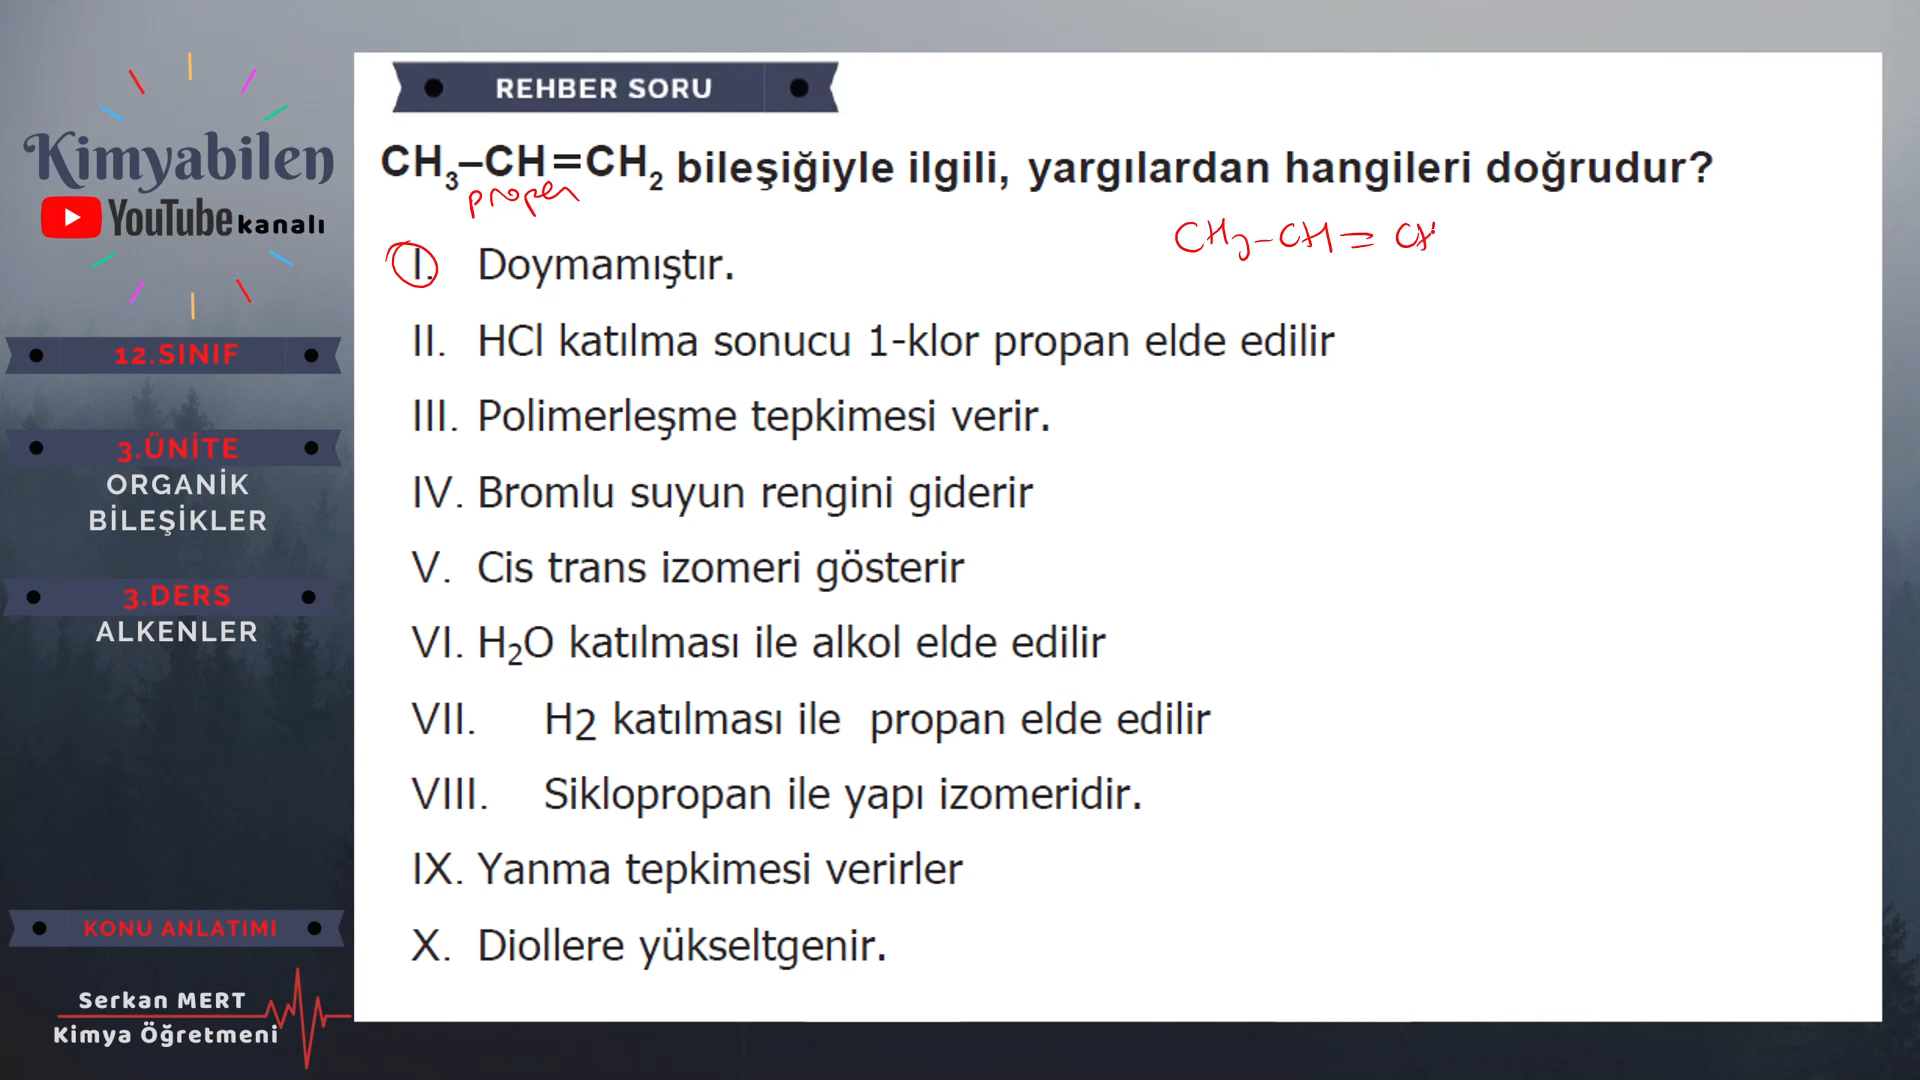 Kimyabilen
YouTube kanalı
12.SINIF
3.ÜNİTE
ORGANİK
BİLEŞİKLER
3.DERS
ALKENLER
KONU ANLATIMI
Serkan MERT
Kimya Öğretmeni
REHBER SORU
CH₃–CH=CH₂ bileşiğiyle ilgili, yargılardan hangileri doğrudur?
propen
CH₃–CH=CH
I. Doymamıştır.
II. HCl katılma sonucu 1-klor propan elde edilir
III. Polimerleşme tepkimesi verir.
IV. Bromlu suyun rengini giderir
V. Cis trans izomeri gösterir
VI. H₂O katılması ile alkol elde edilir
VII. H2 katılması ile propan elde edilir
VIII. Siklopropan ile yapı izomeridir.
IX. Yanma tepkimesi verirler
X. Diollere yükseltgenir.